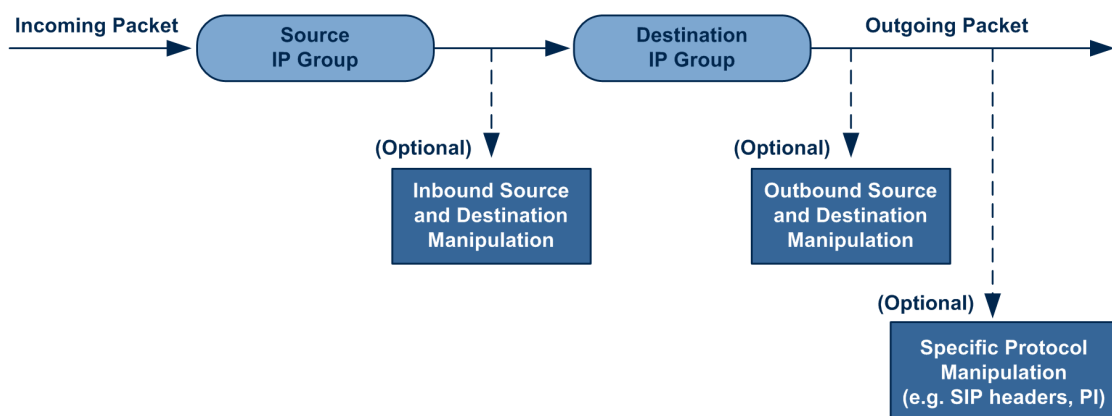 Incoming Packet
Source
IP Group
Destination
IP Group
Outgoing Packet
(Optional)
Inbound Source
and Destination
Manipulation
(Optional)
Outbound Source
and Destination
Manipulation
(Optional)
Specific Protocol
Manipulation
(e.g. SIP headers, PI)